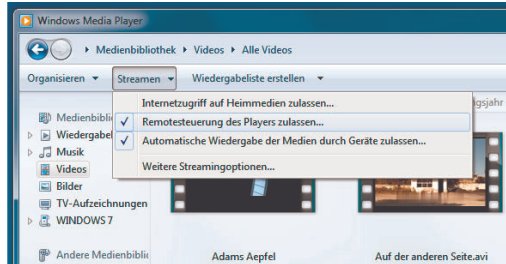 Windows Media Player
Medienbibliothek ▸ Videos ▸ Alle Videos
Organisieren Streamen Wiedergabeliste erstellen
Internetzugriff auf Heimmedien zulassen...
Remotesteuerung des Players zulassen...
Automatische Wiedergabe der Medien durch Geräte zulassen...
Weitere Streamingoptionen...
Musik
Videos
Bilder
TV-Aufzeichnungen
WINDOWS 7
Andere Medienbiblio
Adams Aepfel
Auf der anderen Seite.avi